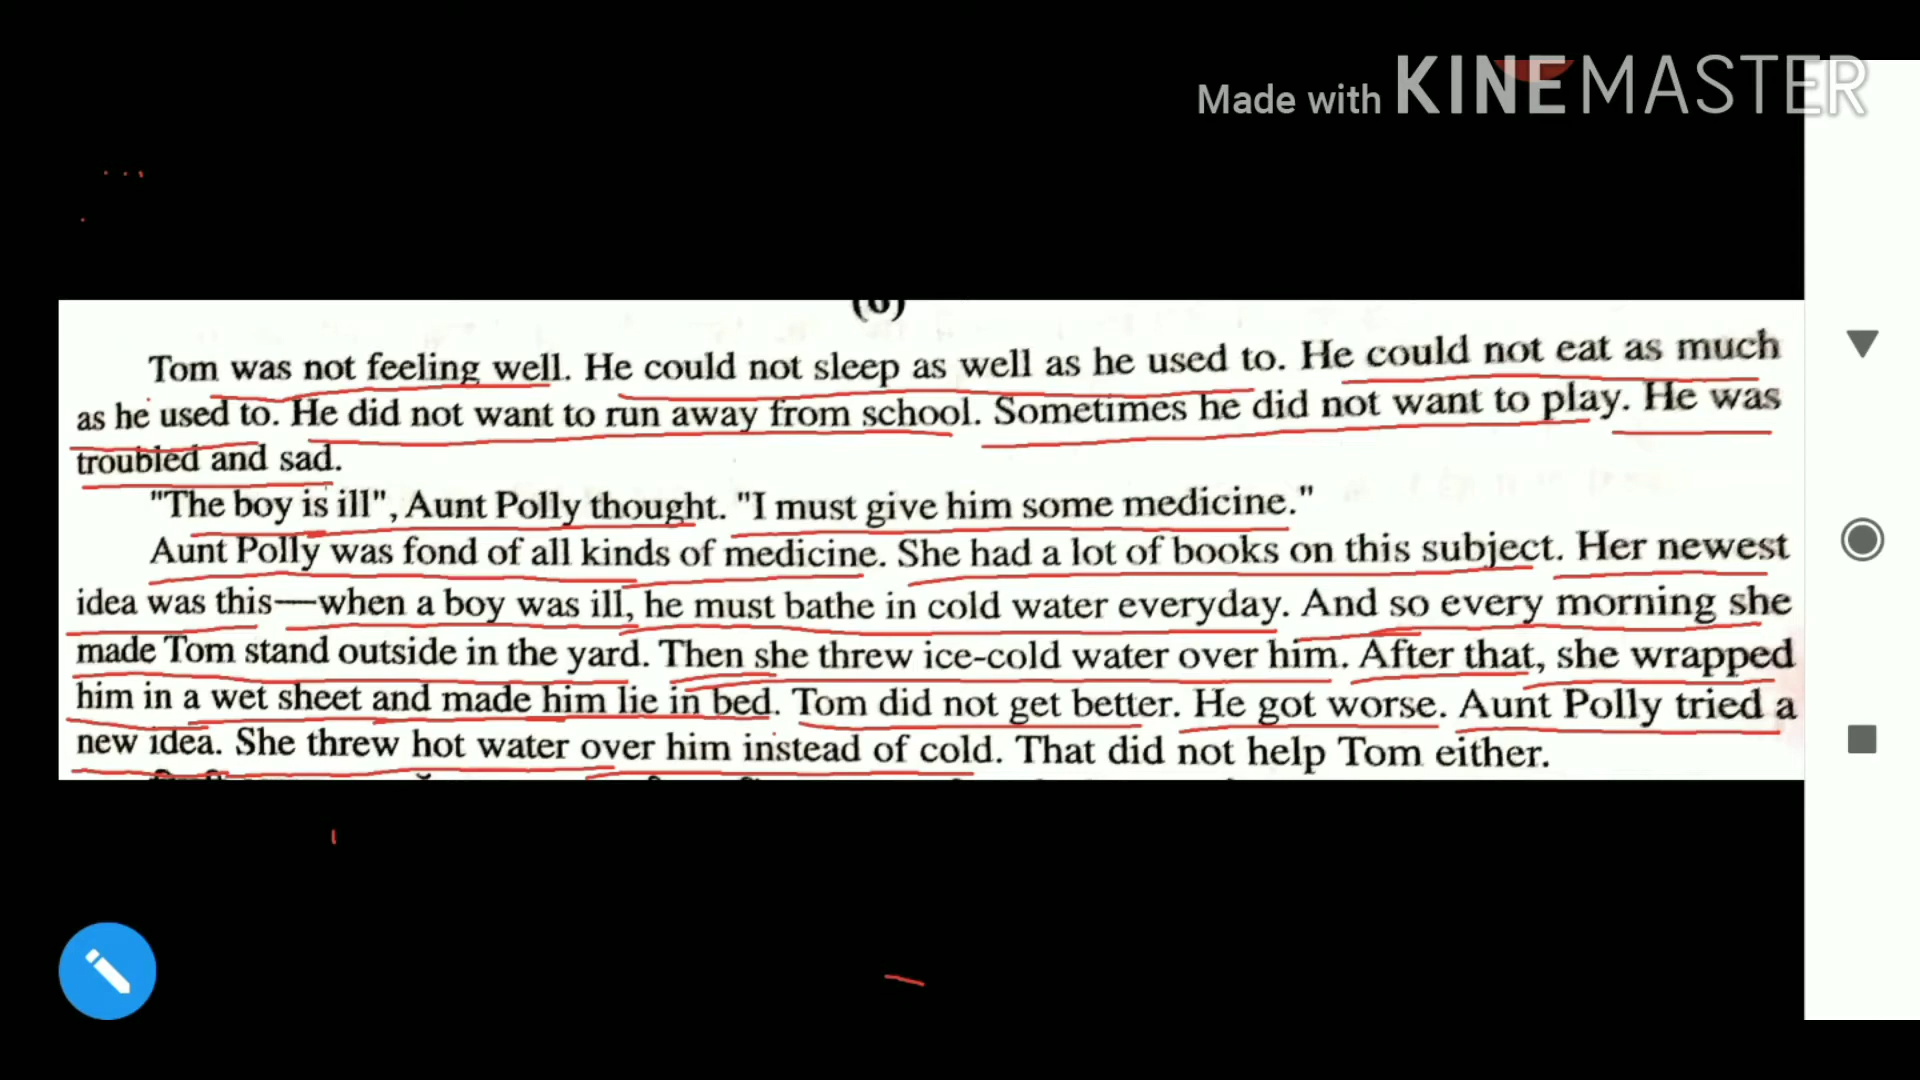 Made with KINEMASTER
(6)
Tom was not feeling well. He could not sleep as well as he used to. He could not eat as much
as he used to. He did not want to run away from school. Sometimes he did not want to play. He was
troubled and sad.
"The boy is ill", Aunt Polly thought. "I must give him some medicine."
Aunt Polly was fond of all kinds of medicine. She had a lot of books on this subject. Her newest
idea was this—when a boy was ill, he must bathe in cold water everyday. And so every morning she
made Tom stand outside in the yard. Then she threw ice-cold water over him. After that, she wrapped
him in a wet sheet and made him lie in bed. Tom did not get better. He got worse. Aunt Polly tried a
new idea. She threw hot water over him instead of cold. That did not help Tom either.